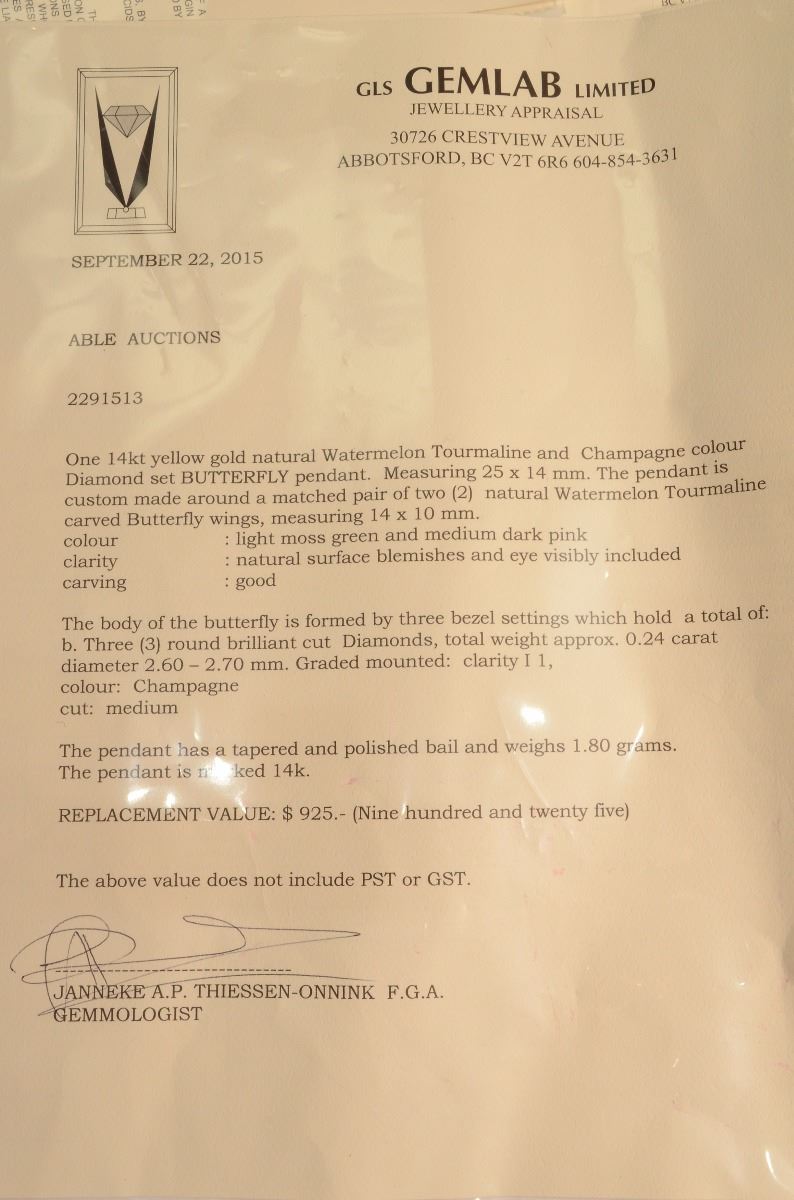 GLS GEMLAB LIMITED
JEWELLERY APPRAISAL
30726 CRESTVIEW AVENUE
ABBOTSFORD, BC V2T 6R6 604-854-3631
SEPTEMBER 22, 2015
ABLE AUCTIONS
2291513
One 14kt yellow gold natural Watermelon Tourmaline and Champagne colour
Diamond set BUTTERFLY pendant. Measuring 25 x 14 mm. The pendant is
custom made around a matched pair of two (2) natural Watermelon Tourmaline
carved Butterfly wings, measuring 14 x 10 mm.
colour : light moss green and medium dark pink
clarity : natural surface blemishes and eye visibly included
carving : good
The body of the butterfly is formed by three bezel settings which hold a total of:
b. Three (3) round brilliant cut Diamonds, total weight approx. 0.24 carat
diameter 2.60 – 2.70 mm. Graded mounted: clarity I 1,
colour: Champagne
cut: medium
The pendant has a tapered and polished bail and weighs 1.80 grams.
The pendant is ked 14k.
REPLACEMENT VALUE: $ 925.- (Nine hundred and twenty five)
The above value does not include PST or GST.
JANNEKE A.P. THIESSEN-ONNINK F.G.A.
GEMMOLOGIST